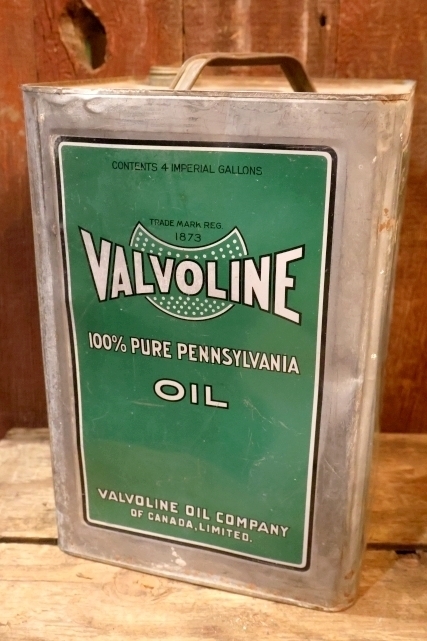 CONTENTS 4 IMPERIAL GALLONS
TRADE MARK REG.
1873
VALVOLINE
100% PURE PENNSYLVANIA
OIL
VALVOLINE OIL COMPANY
OF CANADA, LIMITED.